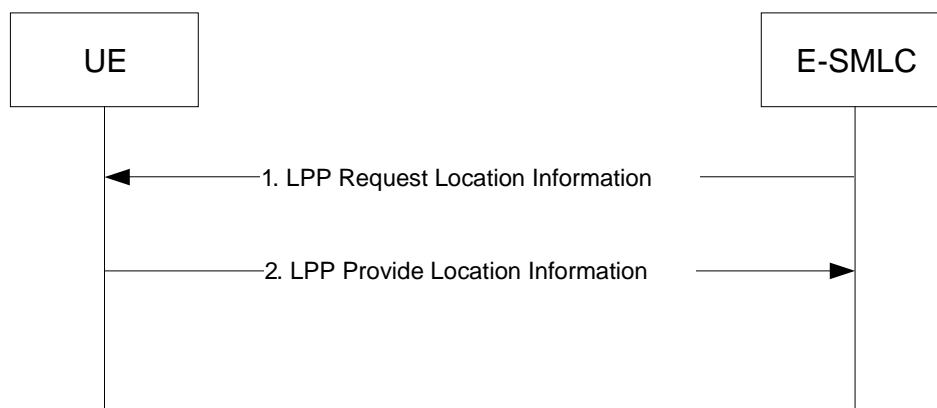 UE
E-SMLC
1. LPP Request Location Information
2. LPP Provide Location Information